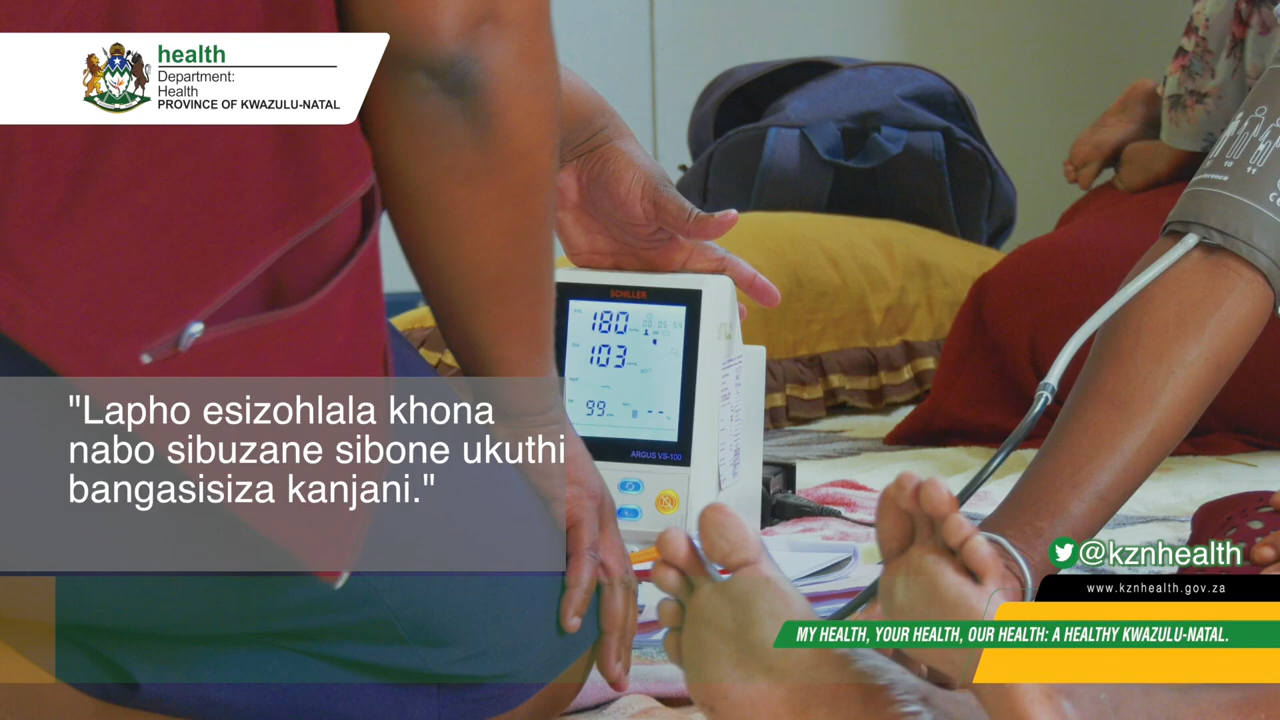 health
Department:
Health
PROVINCE OF KWAZULU-NATAL
SCHILLER
180
103
99
ARGUS VS-100
"Lapho esizohlala khona
nabo sibuzane sibone ukuthi
bangasisiza kanjani."
@kznhealth
www.kznhealth.gov.za
MY HEALTH, YOUR HEALTH, OUR HEALTH: A HEALTHY KWAZULU-NATAL.